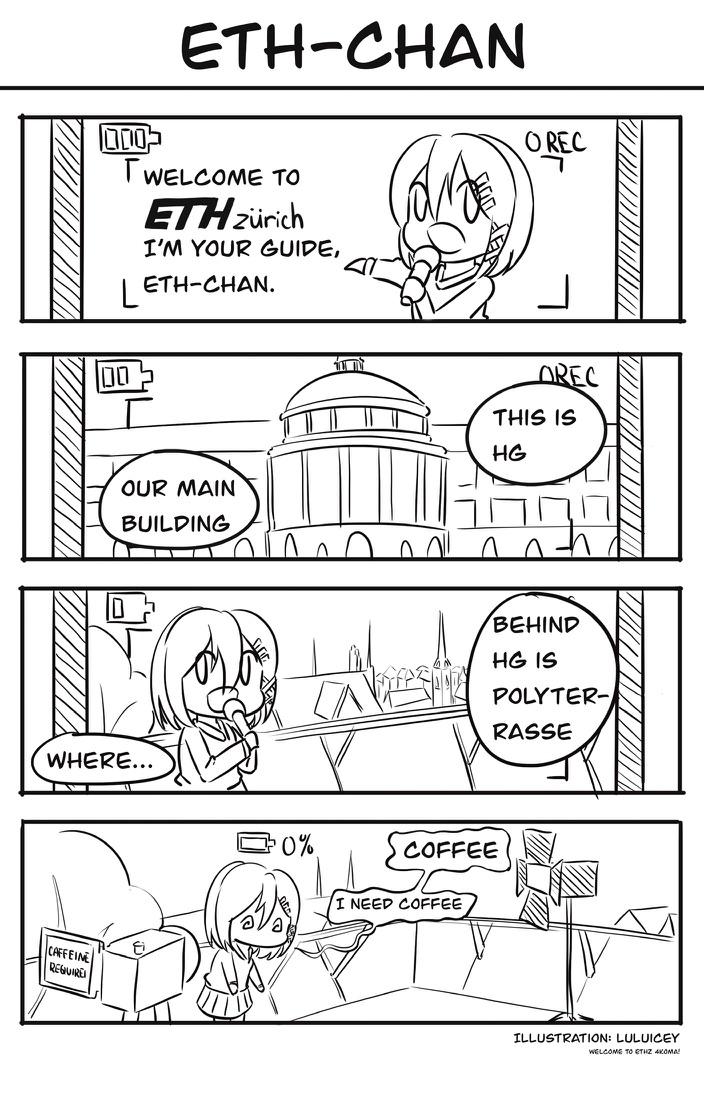 ETH-CHAN
O REC
WELCOME TO
ETH zürich
I'M YOUR GUIDE,
ETH-CHAN.
O REC
THIS IS
HG
OUR MAIN
BUILDING
BEHIND
HG IS
POLYTER-
RASSE
WHERE...
0%
COFFEE
I NEED COFFEE
CAFFEINE
REQUIRE
ILLUSTRATION: LULUICEY
WELCOME TO ETHZ 4KOMA!